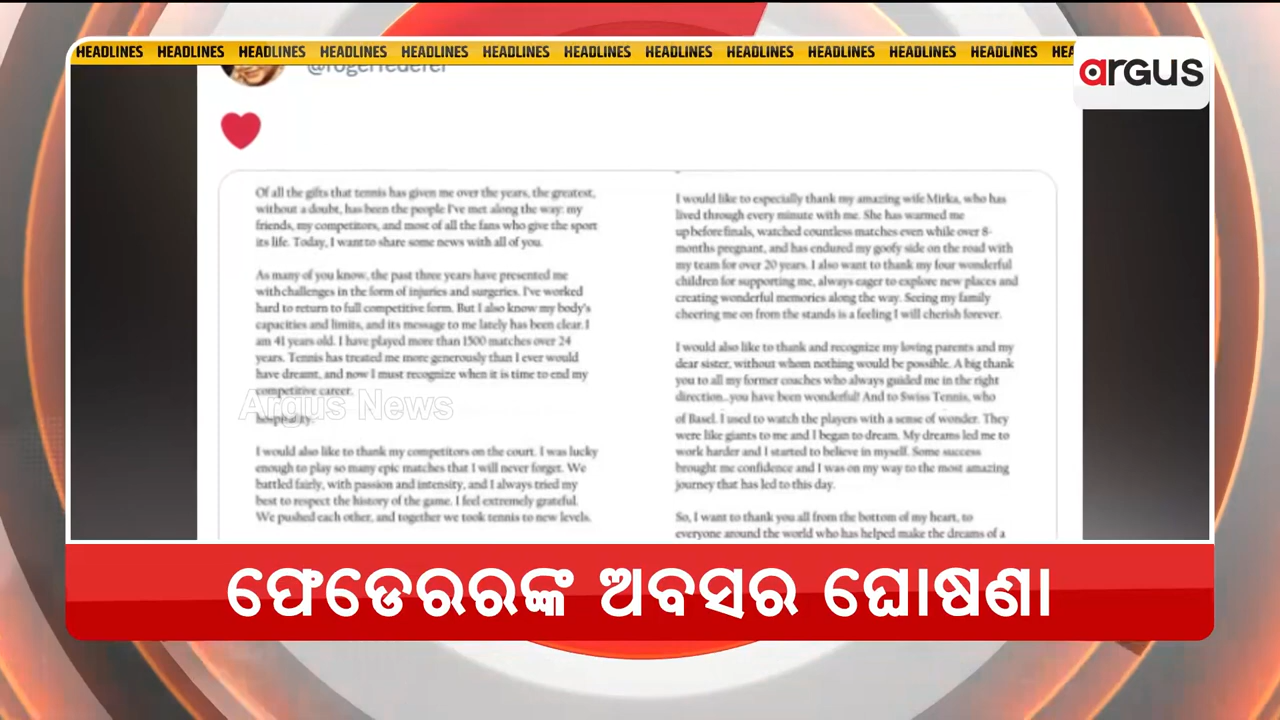 HEADLINES HEADLINES HEADLINES HEADLINES HEADLINES HEADLINES HEADLINES HEADLINES HEADLINES HEADLINES HEADLINES HEADLINES HEA
argus
@rogerfederer
Of all the gifts that tennis has given me over the years, the greatest,
without a doubt, has been the people I've met along the way: my
friends, my competitors, and most of all the fans who give the sport
its life. Today, I want to share some news with all of you.
As many of you know, the past three years have presented me
with challenges in the form of injuries and surgeries. I've worked
hard to return to full competitive form. But I also know my body's
capacities and limits, and its message to me lately has been clear. I
am 41 years old. I have played more than 1500 matches over 24
years. Tennis has treated me more generously than I ever would
have dreamt, and now I must recognize when it is time to end my
competitive career.
Argus News
hospitality.
I would also like to thank my competitors on the court. I was lucky
enough to play so many epic matches that I will never forget. We
battled fairly, with passion and intensity, and I always tried my
best to respect the history of the game. I feel extremely grateful.
We pushed each other, and together we took tennis to new levels.
I would like to especially thank my amazing wife Mirka, who has
lived through every minute with me. She has warmed me
up before finals, watched countless matches even while over 8-
months pregnant, and has endured my goofy side on the road with
my team for over 20 years. I also want to thank my four wonderful
children for supporting me, always eager to explore new places and
creating wonderful memories along the way. Seeing my family
cheering me on from the stands is a feeling I will cherish forever.
I would also like to thank and recognize my loving parents and my
dear sister, without whom nothing would be possible. A big thank
you to all my former coaches who always guided me in the right
direction...you have been wonderful! And to Swiss Tennis, who
of Basel. I used to watch the players with a sense of wonder. They
were like giants to me and I began to dream. My dreams led me to
work harder and I started to believe in myself. Some success
brought me confidence and I was on my way to the most amazing
journey that has led to this day.
So, I want to thank you all from the bottom of my heart, to
everyone around the world who has helped make the dreams of a
ଫେଡେରରଙ୍କ ଅବସର ଘୋଷଣା